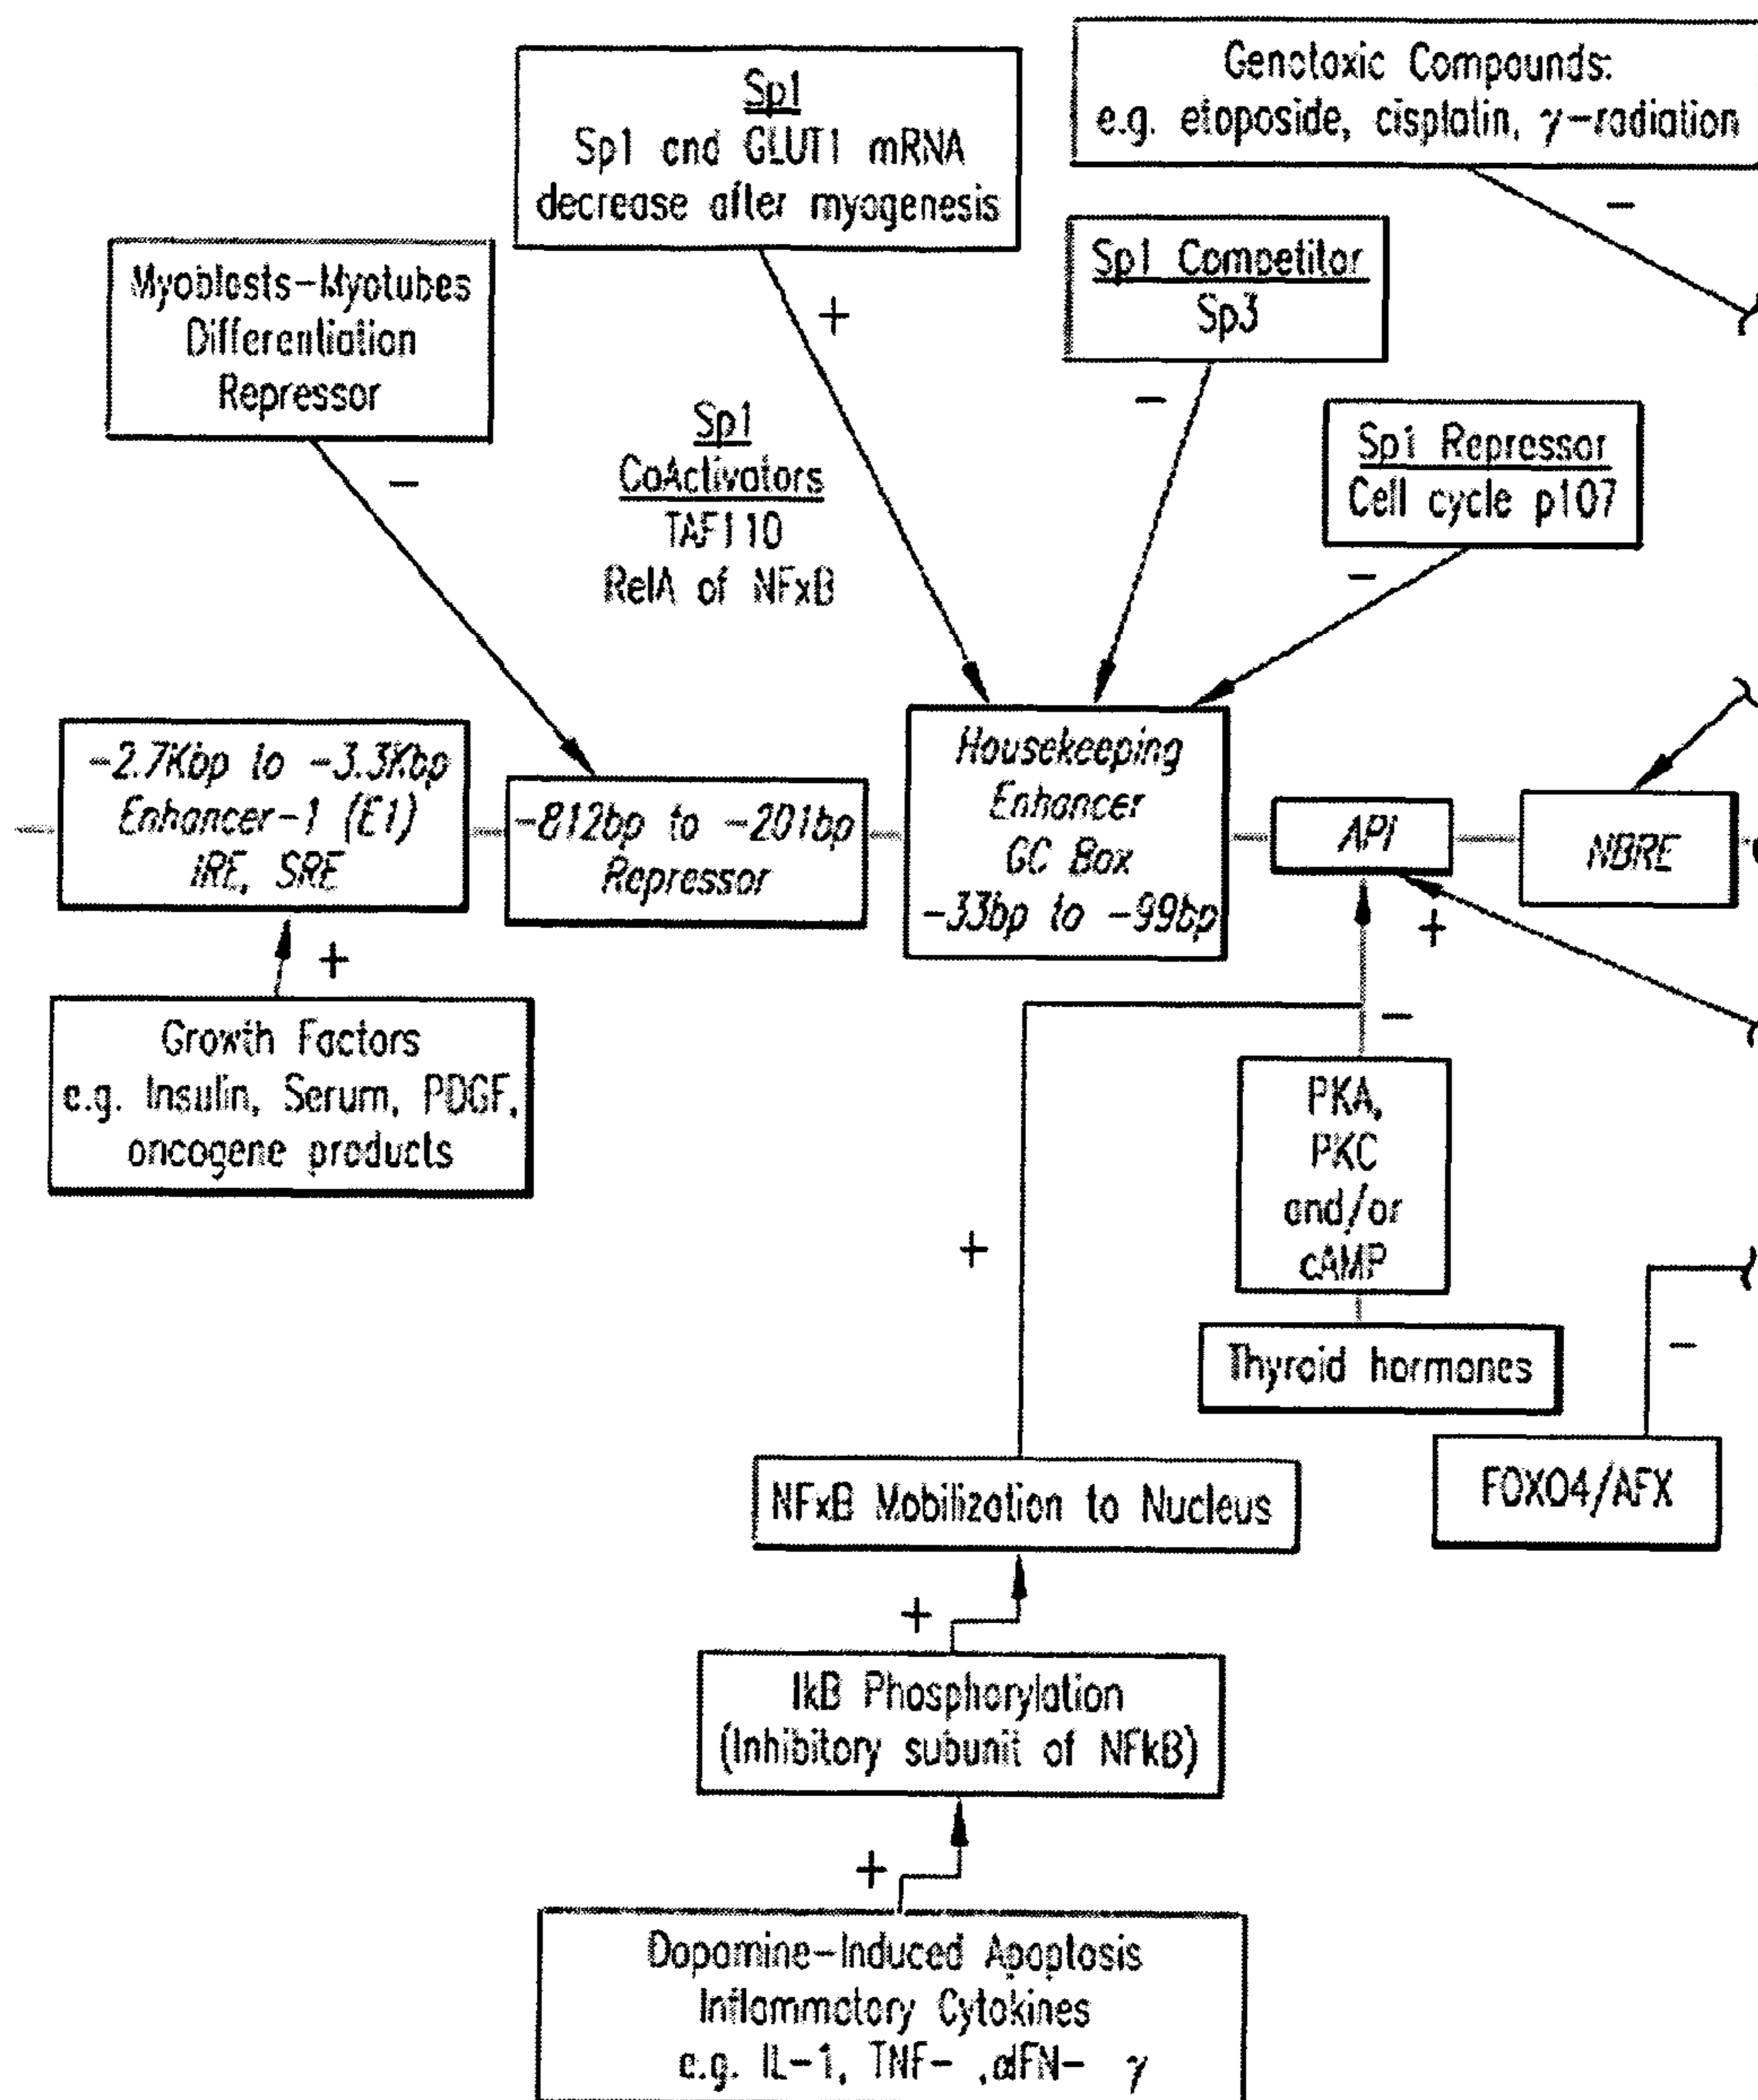 Genotoxic Compounds:
e.g. etoposide, cisplatin, γ-radiation
-
Sp1
Sp1 and GLUT1 mRNA
decrease after myogenesis
+
Sp1 Competitor
Sp3
-
Myoblasts-Myotubes
Differentiation
Repressor
-
Sp1
CoActivators
TAF110
RelA of NFxB
Sp1 Repressor
Cell cycle p107
-
-2.7Kbp to -3.3Kbp
Enhancer-1 (E1)
IRE, SRE
-812bp to -201bp
Repressor
Housekeeping
Enhancer
GC Box
-33bp to -99bp
AP1
NBRE
+
+
-
Growth Factors
e.g. Insulin, Serum, PDGF,
oncogene products
PKA,
PKC
and/or
cAMP
+
Thyroid hormones
-
NFxB Mobilization to Nucleus
FOXO4/AFX
+
IkB Phosphorylation
(Inhibitory subunit of NFkB)
+
Dopamine-Induced Apoptosis
Inflammatory Cytokines
e.g. IL-1, TNF- ,αIFN- γ